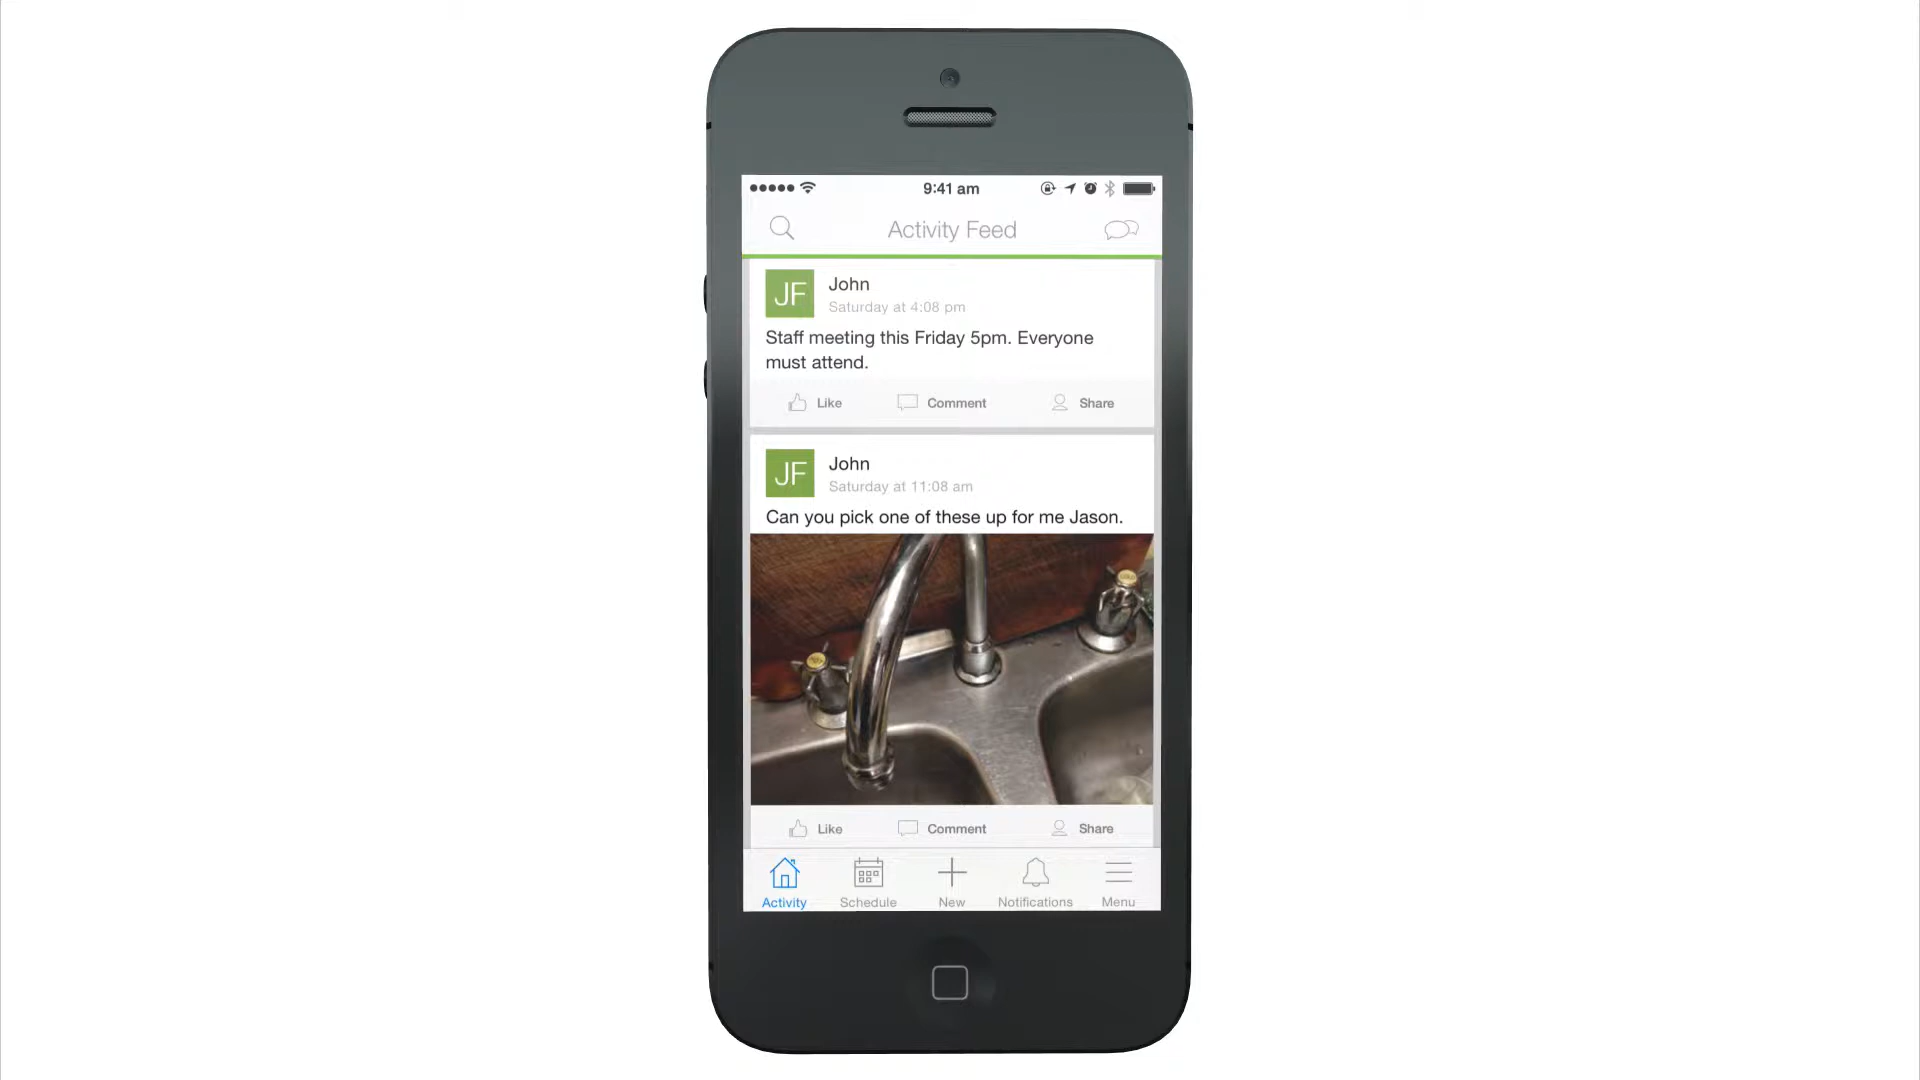 9:41 am
Activity Feed
JF
John
Saturday at 4:08 pm
Staff meeting this Friday 5pm. Everyone
must attend.
Like Comment Share
JF
John
Saturday at 11:08 am
Can you pick one of these up for me Jason.
Like Comment Share
Activity Schedule New Notifications Menu